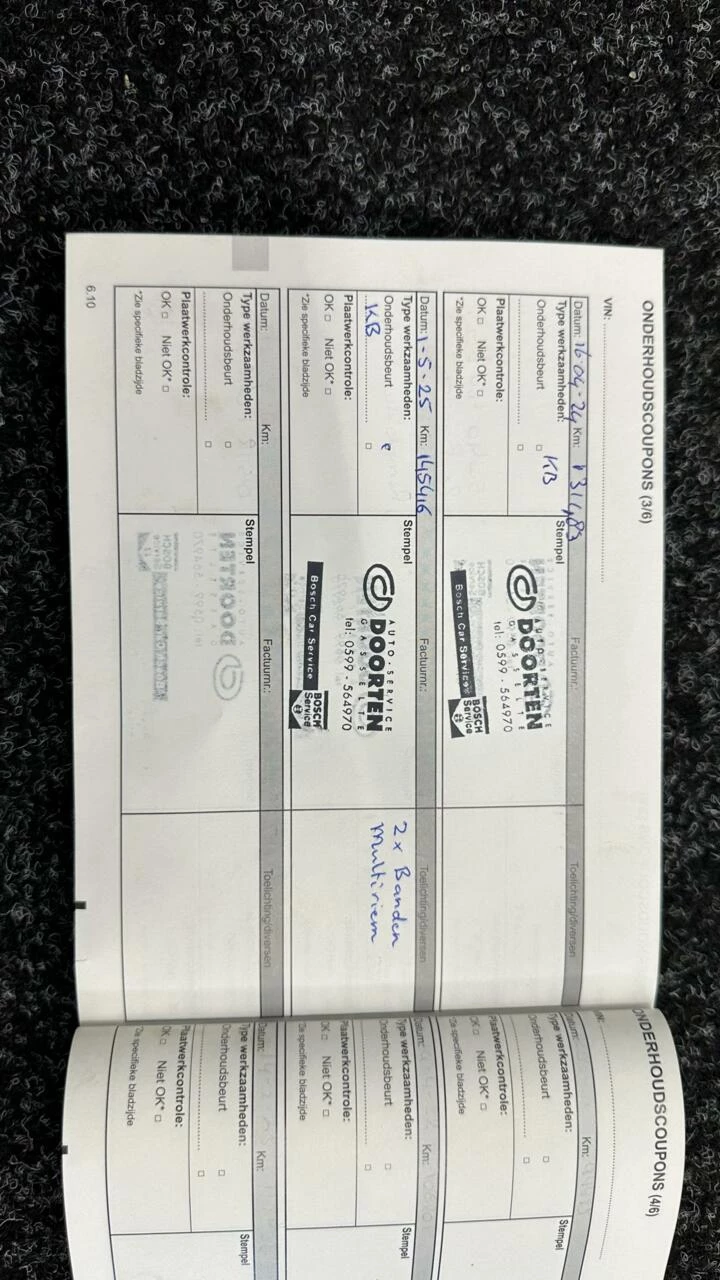 ONDERHOUDSCOUPONS (3/6)
VIN:
Datum: 16-04-24 Km: 131483
Factuurnr.:
Toelichting/diversen
Type werkzaamheden:
Onderhoudsbeurt □ KB
□
Plaatwerkcontrole:
OK □ Niet OK* □
*Zie specifieke bladzijde
Stempel
AUTO-SERVICE
DOORTEN
GASSELTE
tel: 0599 - 564970
Bosch Car Service
BOSCH
Service
Datum: 1-5-25 Km: 145416
Factuurnr.:
Toelichting/diversen
Type werkzaamheden:
Onderhoudsbeurt
KB □
Plaatwerkcontrole:
OK □ Niet OK* □
*Zie specifieke bladzijde
Stempel
AUTO-SERVICE
DOORTEN
GASSELTE
tel: 0599 - 564970
Bosch Car Service
BOSCH
Service
2x Banden
Multiriem
Datum: Km:
Factuurnr.:
Toelichting/diversen
Type werkzaamheden:
Onderhoudsbeurt □
□
Plaatwerkcontrole:
OK □ Niet OK* □
*Zie specifieke bladzijde
Stempel
6.10
ONDERHOUDSCOUPONS (4/6)
VIN:
Datum: Km:
Type werkzaamheden:
Onderhoudsbeurt □
□
Plaatwerkcontrole:
OK □ Niet OK* □
*Zie specifieke bladzijde
Stempel
Datum: Km:
Type werkzaamheden:
Onderhoudsbeurt □
□
Plaatwerkcontrole:
OK □ Niet OK* □
*Zie specifieke bladzijde
Stempel
Datum: Km:
Type werkzaamheden:
Onderhoudsbeurt □
□
Plaatwerkcontrole:
OK □ Niet OK* □
*Zie specifieke bladzijde
Stempel